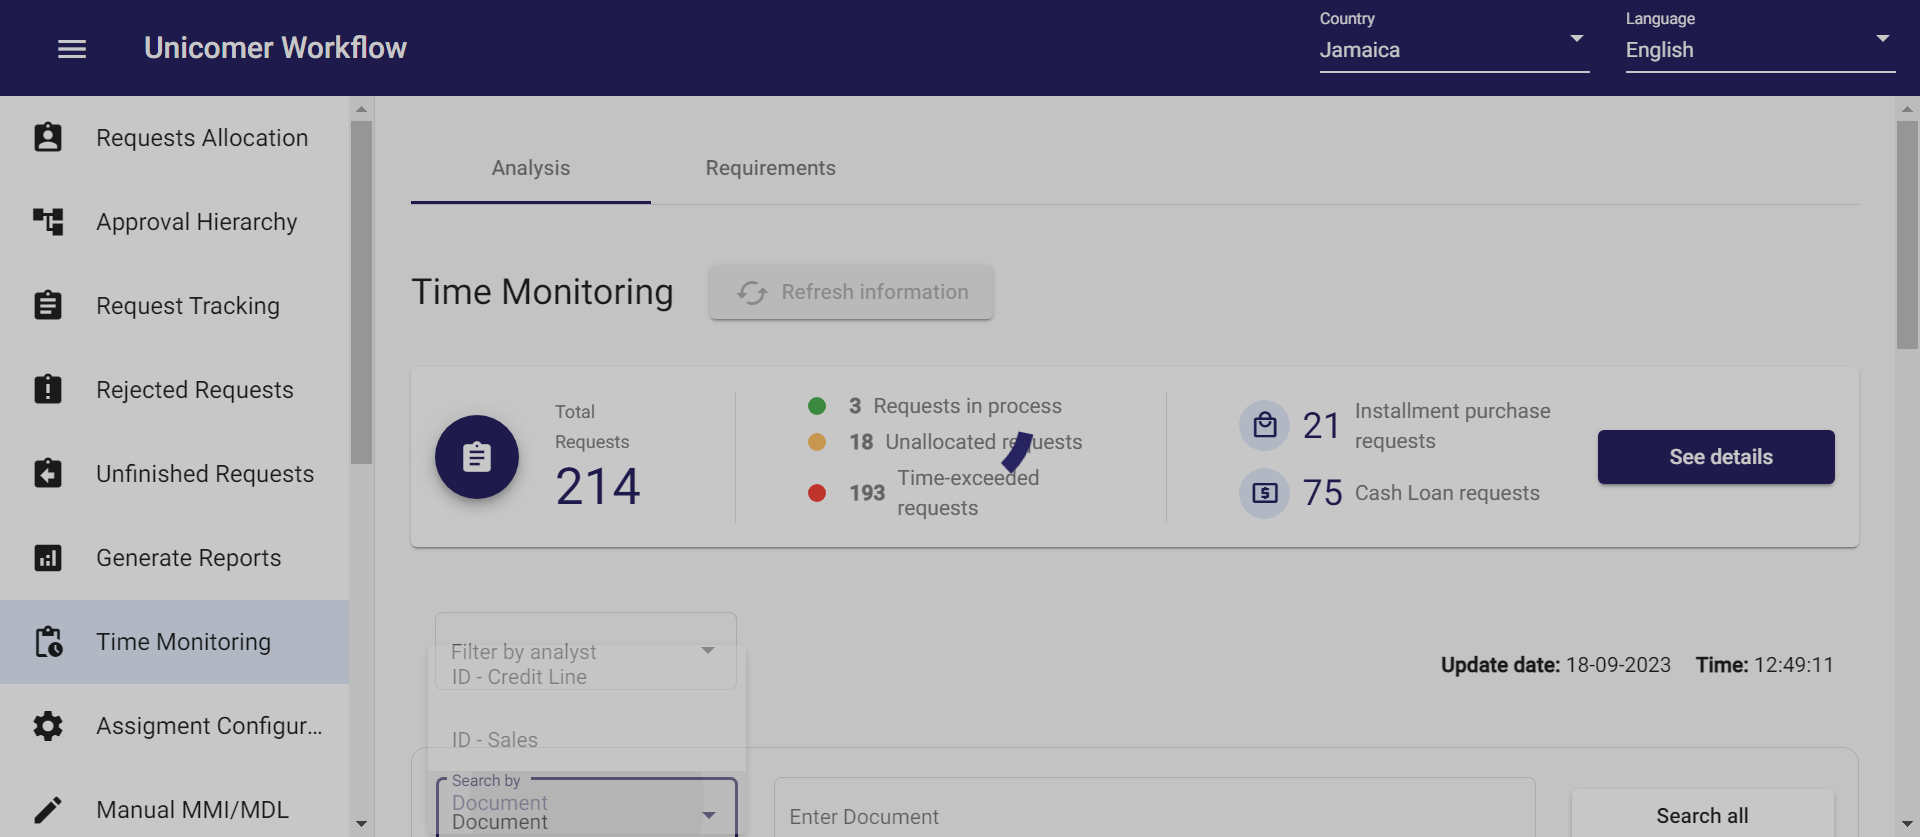 Unicomer Workflow
Country
Jamaica
Language
English
Requests Allocation
Approval Hierarchy
Request Tracking
Rejected Requests
Unfinished Requests
Generate Reports
Time Monitoring
Assigment Configur...
Manual MMI/MDL
Analysis
Requirements
Time Monitoring
Refresh information
Total
Requests
214
3 Requests in process
18 Unallocated requests
193 Time-exceeded
requests
21 Installment purchase
requests
75 Cash Loan requests
See details
Filter by analyst
ID - Credit Line
ID - Sales
Update date: 18-09-2023 Time: 12:49:11
Search by
Document
Document
Enter Document
Search all